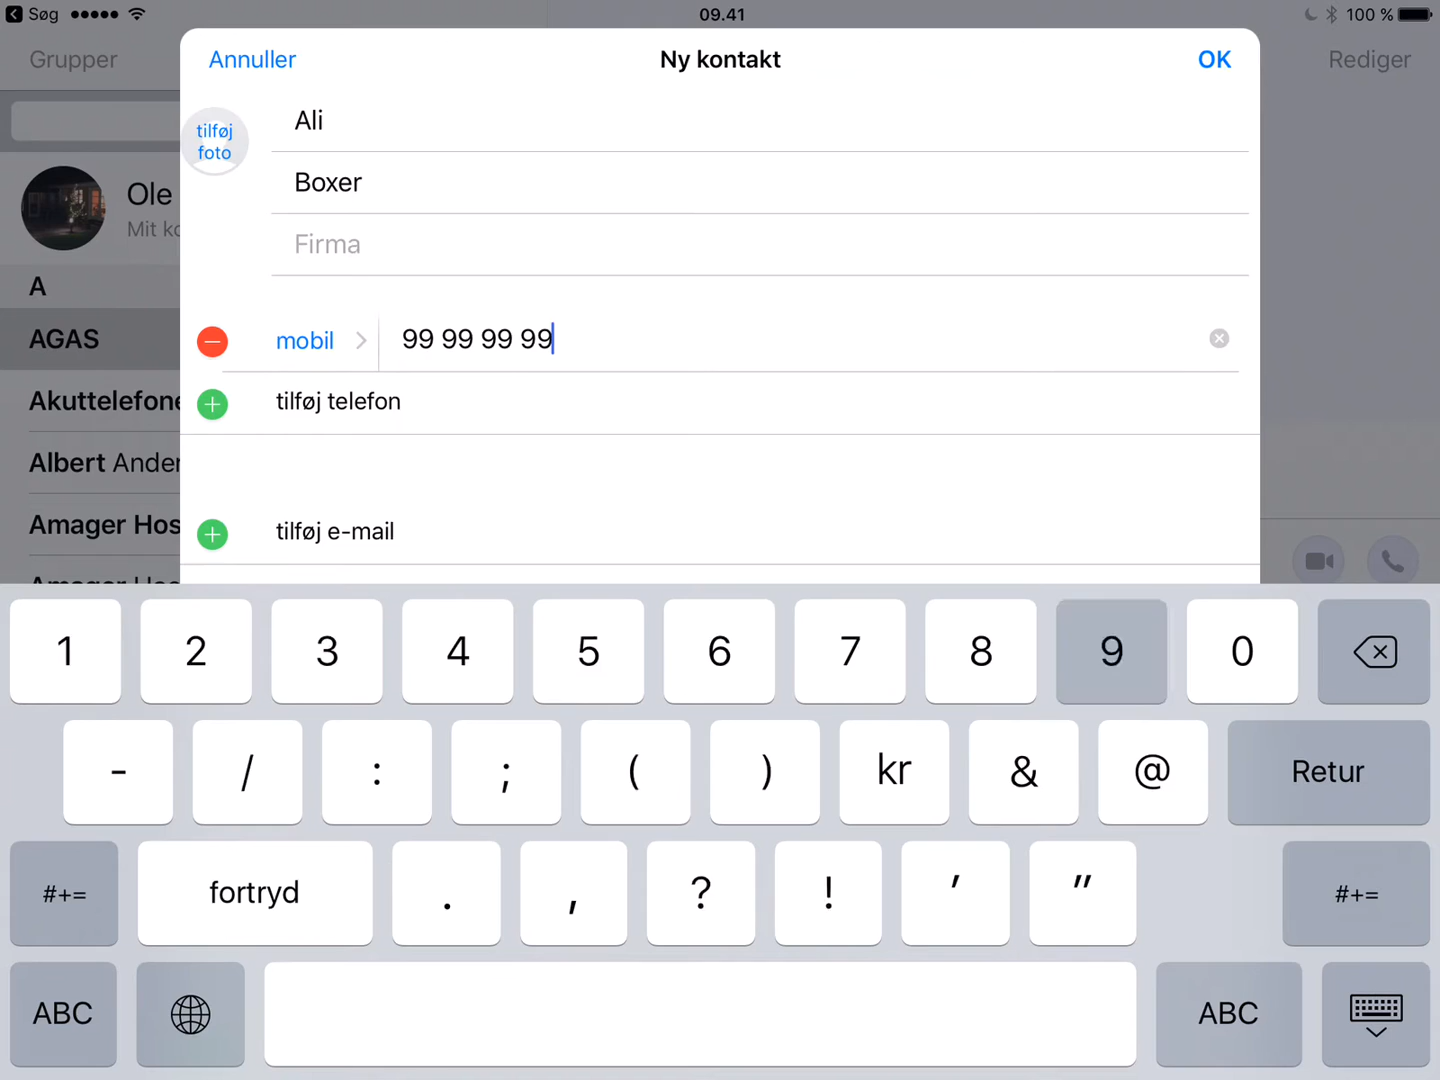 Søg 09.41 100 %
Grupper Annuller Ny kontakt OK Rediger
tilføj
foto
Ali
Boxer
Firma
Ole
Mit ko
A
AGAS
mobil 99 99 99 99
Akuttelefone tilføj telefon
Albert Ander
Amager Hos tilføj e-mail
1 2 3 4 5 6 7 8 9 0
- / : ; ( ) kr & @ Retur
#+= fortryd . , ? ! ' " #+=
ABC ABC